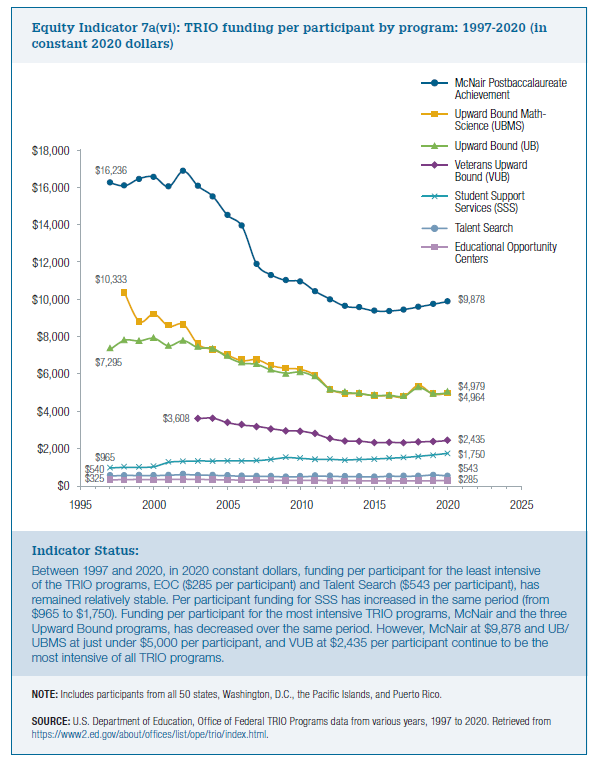 Equity Indicator 7a(vi): TRIO funding per participant by program: 1997-2020 (in
constant 2020 dollars)
McNair Postbaccalaureate
Achievement
Upward Bound Math-
Science (UBMS)
Upward Bound (UB)
Veterans Upward
Bound (VUB)
Student Support
Services (SSS)
Talent Search
Educational Opportunity
Centers
$18,000
$16,000
$14,000
$12,000
$10,000
$8,000
$6,000
$4,000
$2,000
$0
$16,236
$10,333
$7,295
$3,608
$965
$540
$325
$9,878
$4,979
$4,964
$2,435
$1,750
$543
$285
1995
2000
2005
2010
2015
2020
2025
Indicator Status:
Between 1997 and 2020, in 2020 constant dollars, funding per participant for the least intensive
of the TRIO programs, EOC ($285 per participant) and Talent Search ($543 per participant), has
remained relatively stable. Per participant funding for SSS has increased in the same period (from
$965 to $1,750). Funding per participant for the most intensive TRIO programs, McNair and the three
Upward Bound programs, has decreased over the same period. However, McNair at $9,878 and UB/
UBMS at just under $5,000 per participant, and VUB at $2,435 per participant continue to be the
most intensive of all TRIO programs.
NOTE: Includes participants from all 50 states, Washington, D.C., the Pacific Islands, and Puerto Rico.
SOURCE: U.S. Department of Education, Office of Federal TRIO Programs data from various years, 1997 to 2020. Retrieved from
https://www2.ed.gov/about/offices/list/ope/trio/index.html.